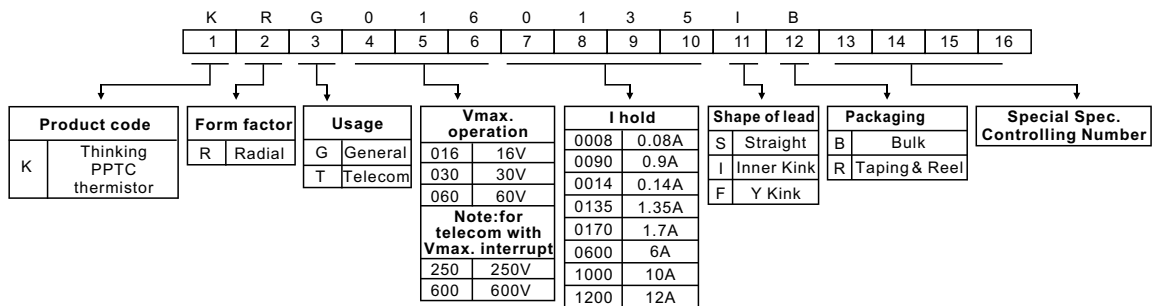 K R G 0 1 6 0 1 3 5 I B
1 2 3 4 5 6 7 8 9 10 11 12 13 14 15 16
Product code
K Thinking PPTC thermistor
Form factor
R Radial
Usage
G General
T Telecom
Vmax. operation
016 16V
030 30V
060 60V
Note:for telecom with Vmax. interrupt
250 250V
600 600V
I hold
0008 0.08A
0090 0.9A
0014 0.14A
0135 1.35A
0170 1.7A
0600 6A
1000 10A
1200 12A
Shape of lead
S Straight
I Inner Kink
F Y Kink
Packaging
B Bulk
R Taping & Reel
Special Spec.
Controlling Number